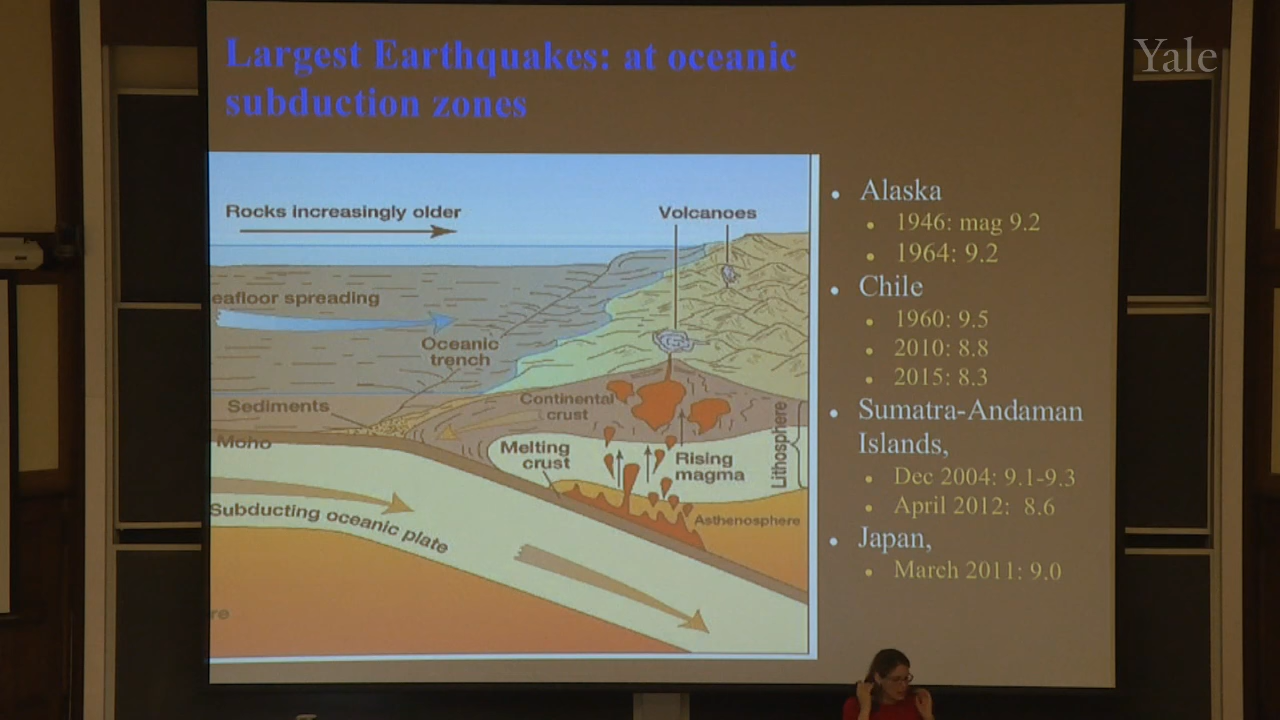 Largest Earthquakes: at oceanic
subduction zones
Yale
Rocks increasingly older
Volcanoes
eafloor spreading
Oceanic
trench
Sediments
Continental
crust
Moho
Melting
crust
Rising
magma
Lithosphere
Subducting oceanic plate
Asthenosphere
re
• Alaska
• 1946: mag 9.2
• 1964: 9.2
• Chile
• 1960: 9.5
• 2010: 8.8
• 2015: 8.3
• Sumatra-Andaman
Islands,
• Dec 2004: 9.1-9.3
• April 2012: 8.6
• Japan,
• March 2011: 9.0